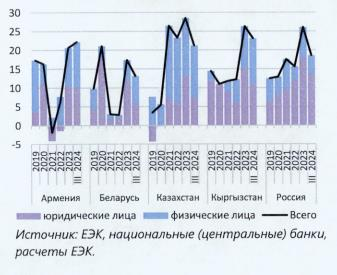 30
25
20
15
10
5
0
-5
2019 2020 2021 2022 2023 III 2024 2019 2020 2021 2022 2023 III 2024 2019 2020 2021 2022 2023 III 2024 2019 2020 2021 2022 2023 III 2024 2019 2020 2021 2022 2023 III 2024
Армения Беларусь Казахстан Кыргызстан Россия
юридические лица физические лица Всего
Источник: ЕЭК, национальные (центральные) банки,
расчеты ЕЭК.